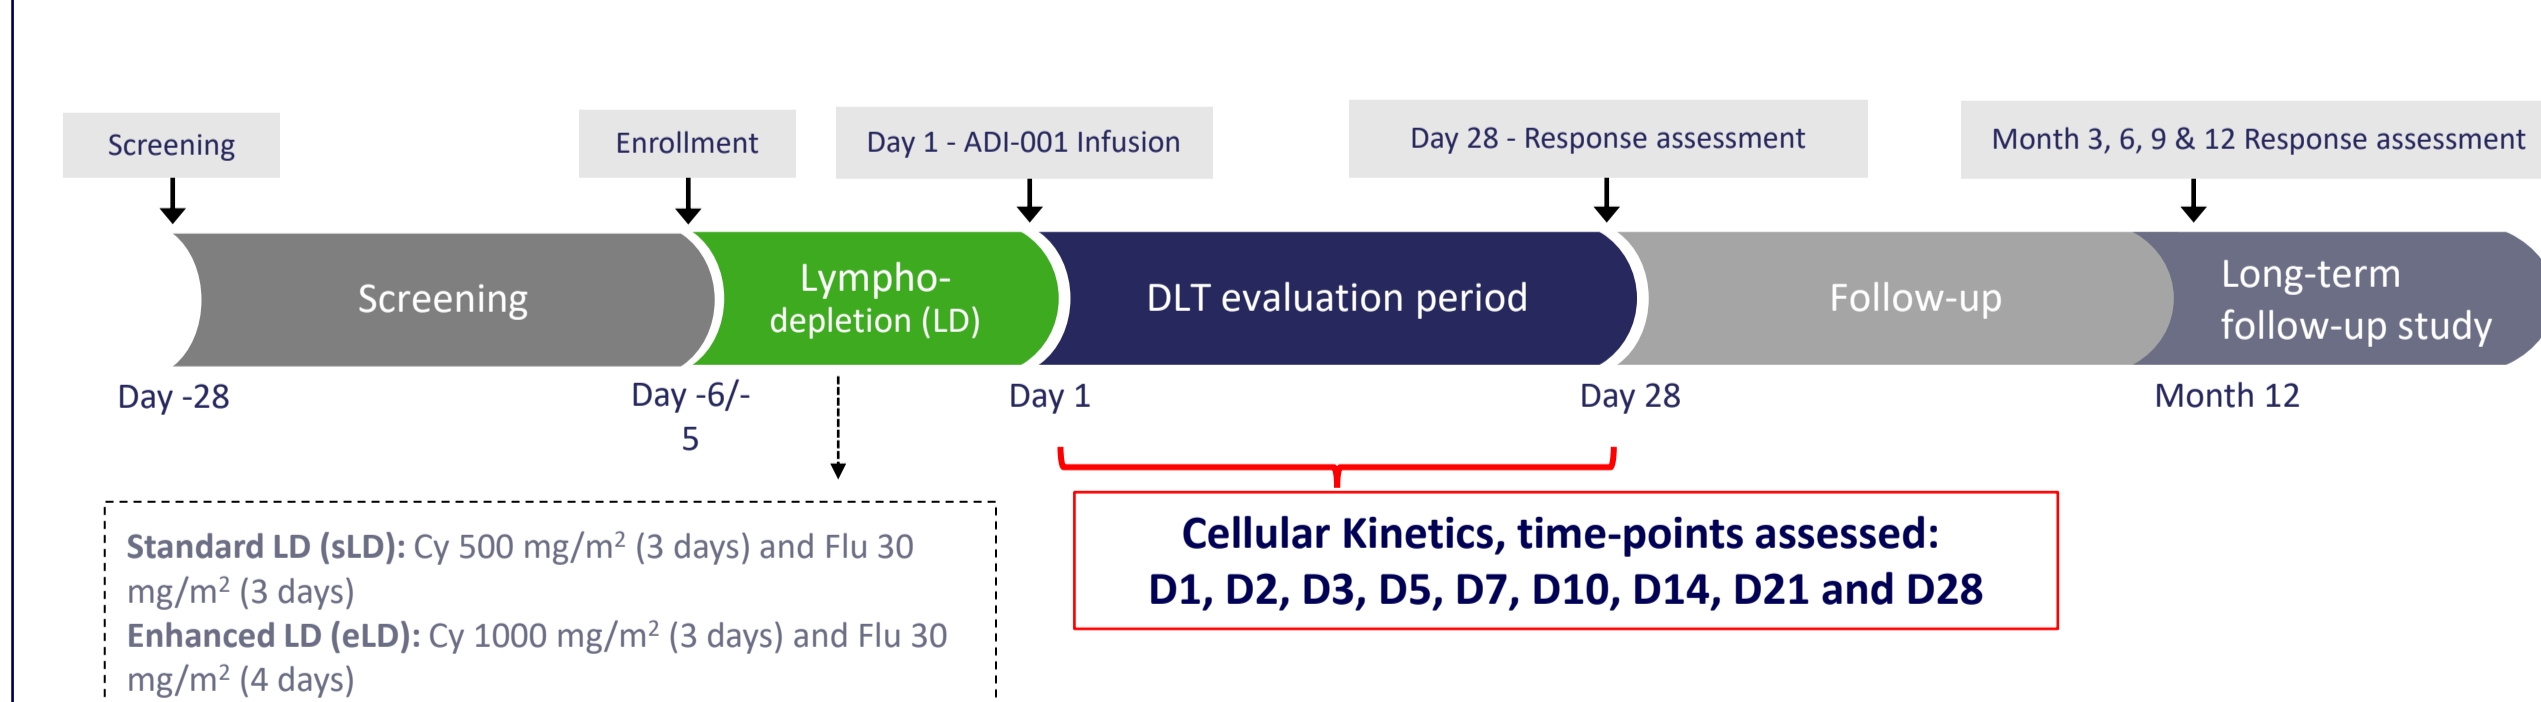 Screening
Enrollment
Day 1 - ADI-001 Infusion
Day 28 - Response assessment
Month 3, 6, 9 & 12 Response assessment
Screening
Lympho-
depletion (LD)
DLT evaluation period
Follow-up
Long-term
follow-up study
Day -28
Day -6/-
5
Day 1
Day 28
Month 12
Standard LD (sLD): Cy 500 mg/m² (3 days) and Flu 30
mg/m² (3 days)
Enhanced LD (eLD): Cy 1000 mg/m² (3 days) and Flu 30
mg/m² (4 days)
Cellular Kinetics, time-points assessed:
D1, D2, D3, D5, D7, D10, D14, D21 and D28